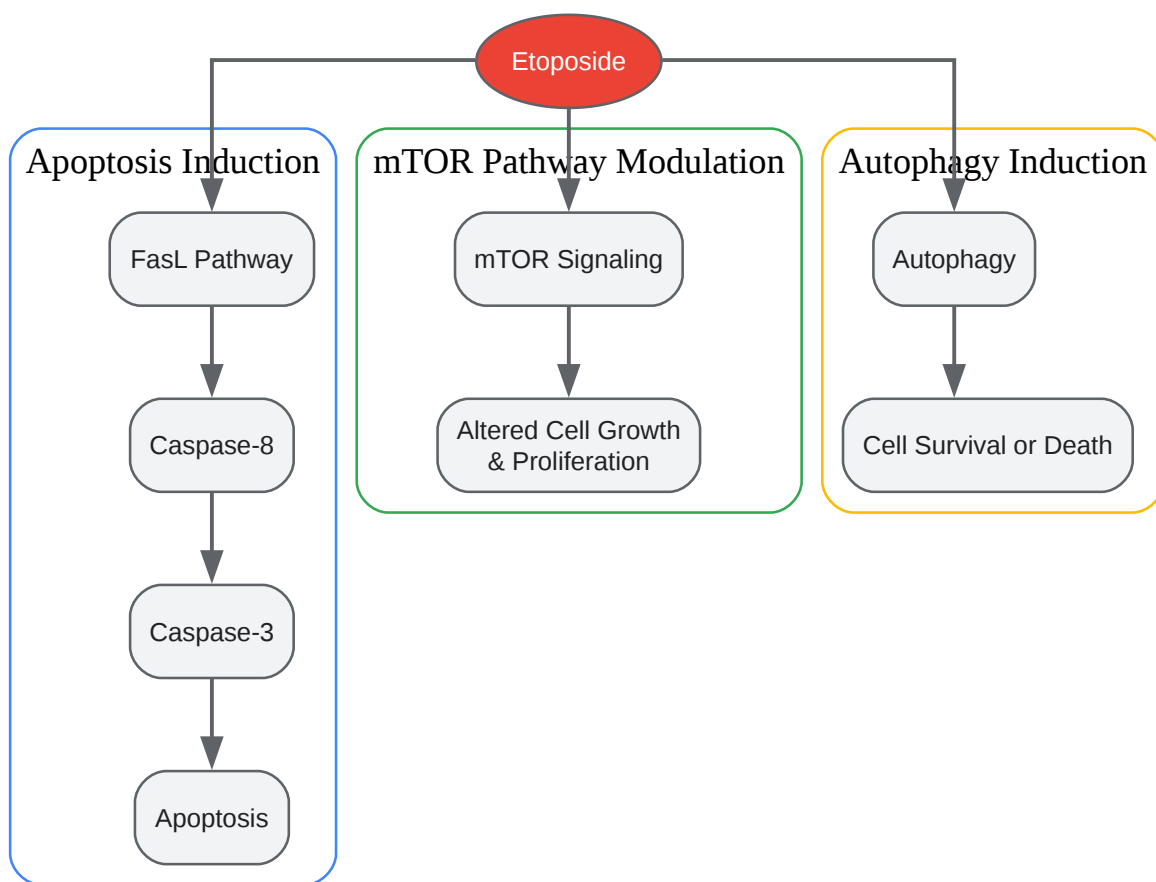 Etoposide
Apoptosis Induction
FasL Pathway
Caspase-8
Caspase-3
Apoptosis
mTOR Pathway Modulation
mTOR Signaling
Altered Cell Growth
& Proliferation
Autophagy Induction
Autophagy
Cell Survival or Death